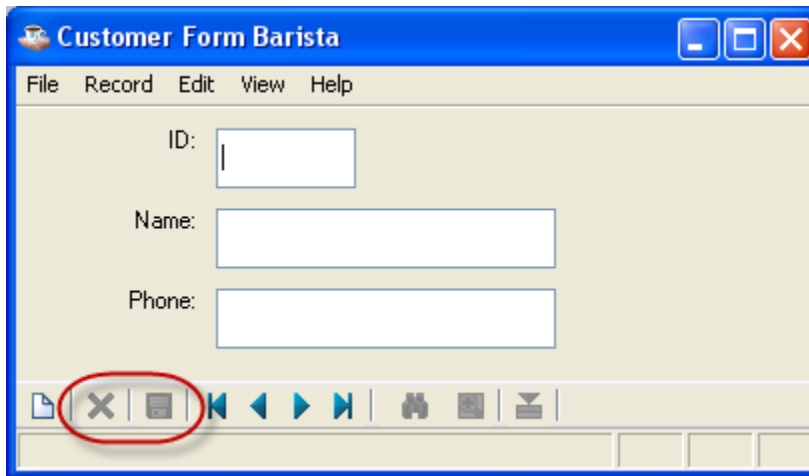 Customer Form Barista
File Record Edit View Help
ID:
Name:
Phone: